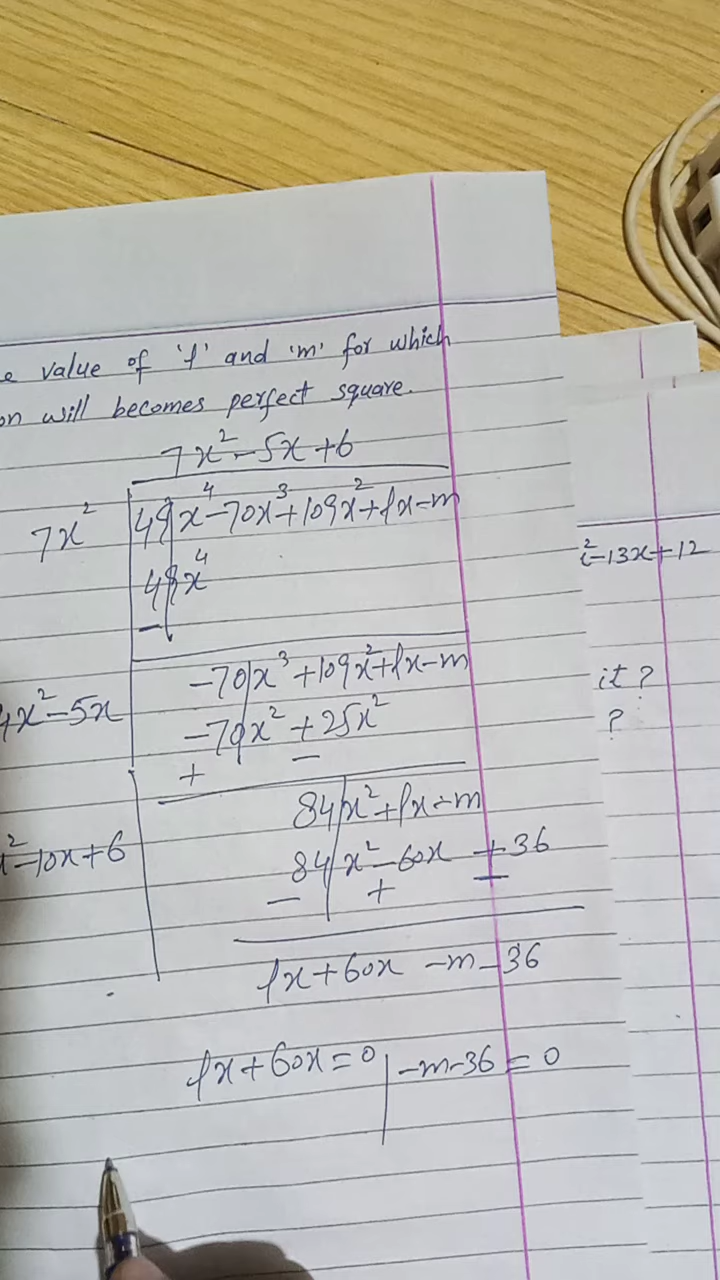 e value of 'l' and 'm' for which
on will becomes perfect square.
7x² - 5x + 6
7x² 49x⁴ - 70x³ + 109x² + lx - m
49x⁴
-
-70x³ + 109x² + lx - m
4x² - 5x -70x² + 25x²
+ -
84x² + lx - m
x² - 10x + 6 84x² - 60x + 36
- + -
lx + 60x - m - 36
lx + 60x = 0 | -m - 36 = 0
² - 13x + 12
it ?
?